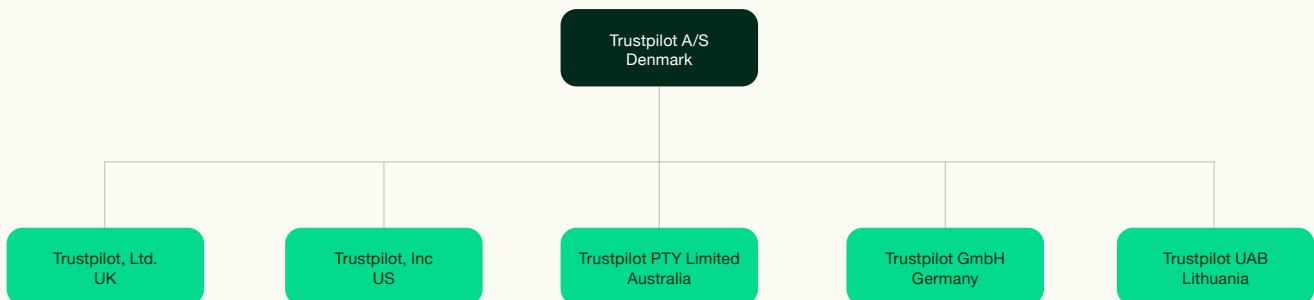 Trustpilot A/S
Denmark
Trustpilot, Ltd.
UK
Trustpilot, Inc
US
Trustpilot PTY Limited
Australia
Trustpilot GmbH
Germany
Trustpilot UAB
Lithuania